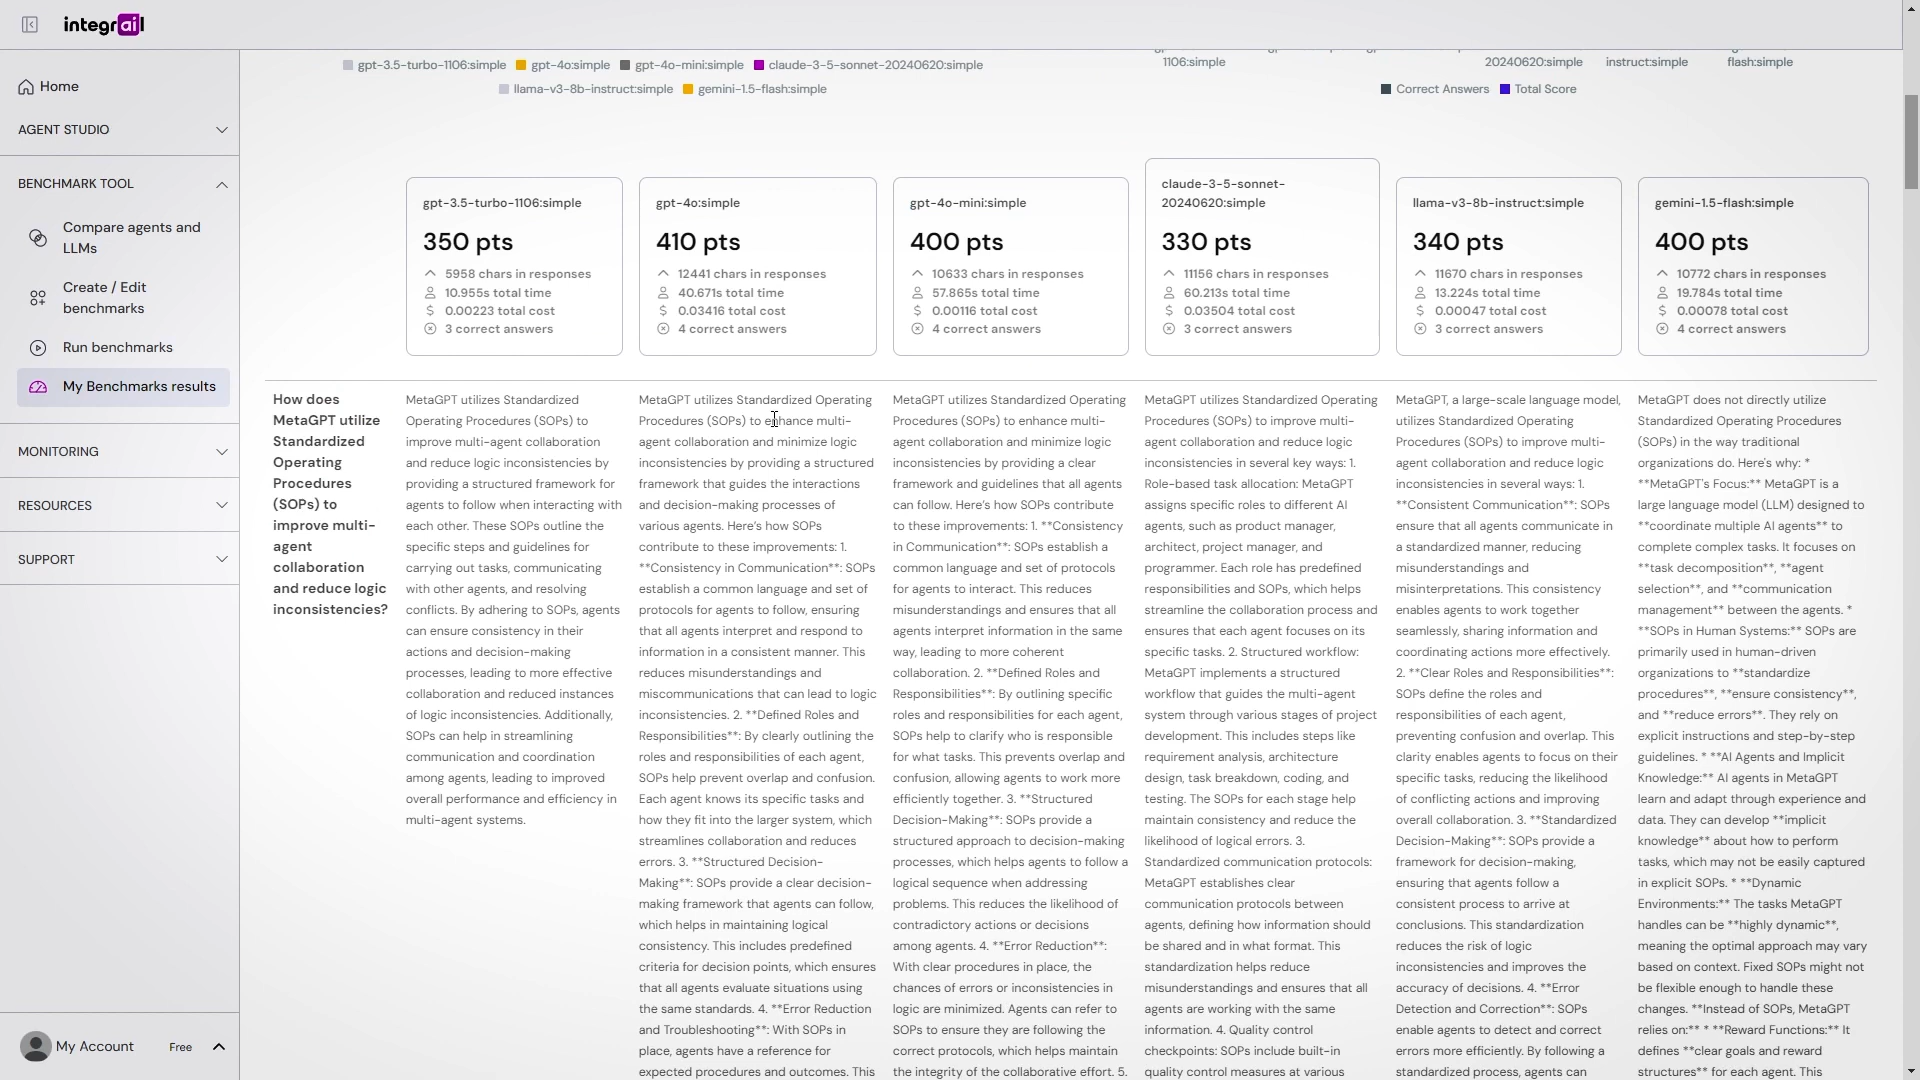 integrail
Home
AGENT STUDIO
BENCHMARK TOOL
Compare agents and
LLMs
Create / Edit
benchmarks
Run benchmarks
My Benchmarks results
MONITORING
RESOURCES
SUPPORT
My Account
Free
gpt-3.5-turbo-1106:simple
gpt-4o:simple
gpt-4o-mini:simple
claude-3-5-sonnet-20240620:simple
llama-v3-8b-instruct:simple
gemini-1.5-flash:simple
1106:simple
20240620:simple
instruct:simple
flash:simple
Correct Answers
Total Score
gpt-3.5-turbo-1106:simple
350 pts
5958 chars in responses
10.955s total time
0.00223 total cost
3 correct answers
gpt-4o:simple
410 pts
12441 chars in responses
40.671s total time
$ 0.03416 total cost
4 correct answers
gpt-4o-mini:simple
400 pts
10633 chars in responses
57.865s total time
$ 0.00116 total cost
4 correct answers
claude-3-5-sonnet-
20240620:simple
330 pts
11156 chars in responses
60.213s total time
$ 0.03504 total cost
3 correct answers
llama-v3-8b-instruct:simple
340 pts
11670 chars in responses
13.224s total time
$ 0.00047 total cost
3 correct answers
gemini-1.5-flash:simple
400 pts
10772 chars in responses
19.784s total time
$ 0.00078 total cost
4 correct answers
How does
MetaGPT utilize
Standardized
Operating
Procedures
(SOPs) to
improve multi-
agent
collaboration
and reduce logic
inconsistencies?
MetaGPT utilizes Standardized
Operating Procedures (SOPs) to
improve multi-agent collaboration
and reduce logic inconsistencies by
providing a structured framework for
agents to follow when interacting with
each other. These SOPs outline the
specific steps and guidelines for
carrying out tasks, communicating
with other agents, and resolving
conflicts. By adhering to SOPs, agents
can ensure consistency in their
actions and decision-making
processes, leading to more effective
collaboration and reduced instances
of logic inconsistencies. Additionally,
SOPs can help in streamlining
communication and coordination
among agents, leading to improved
overall performance and efficiency in
multi-agent systems.
MetaGPT utilizes Standardized Operating
Procedures (SOPs) to enhance multi-
agent collaboration and minimize logic
inconsistencies by providing a structured
framework that guides the interactions
and decision-making processes of
various agents. Here's how SOPs
contribute to these improvements: 1.
**Consistency in Communication**: SOPs
establish a common language and set of
protocols for agents to follow, ensuring
that all agents interpret and respond to
information in a consistent manner. This
reduces misunderstandings and
miscommunications that can lead to logic
inconsistencies. 2. **Defined Roles and
Responsibilities**: By clearly outlining the
roles and responsibilities of each agent,
SOPs help prevent overlap and confusion.
Each agent knows its specific tasks and
how they fit into the larger system, which
streamlines collaboration and reduces
errors. 3. **Structured Decision-
Making**: SOPs provide a clear decision-
making framework that agents can follow,
which helps in maintaining logical
consistency. This includes predefined
criteria for decision points, which ensures
that all agents evaluate situations using
the same standards. 4. **Error Reduction
and Troubleshooting**: With SOPs in
place, agents have a reference for
expected procedures and outcomes. This
MetaGPT utilizes Standardized Operating
Procedures (SOPs) to enhance multi-
agent collaboration and minimize logic
inconsistencies by providing a clear
framework and guidelines that all agents
can follow. Here's how SOPs contribute
to these improvements: 1. **Consistency
in Communication**: SOPs establish a
common language and set of protocols
for agents to interact. This reduces
misunderstandings and ensures that all
agents interpret information in the same
way, leading to more coherent
collaboration. 2. **Defined Roles and
Responsibilities**: By outlining specific
roles and responsibilities for each agent,
SOPs help to clarify who is responsible
for what tasks. This prevents overlap and
confusion, allowing agents to work more
efficiently together. 3. **Structured
Decision-Making**: SOPs provide a
structured approach to decision-making
processes, which helps agents to follow a
logical sequence when addressing
problems. This reduces the likelihood of
contradictory actions or decisions
among agents. 4. **Error Reduction**:
With clear procedures in place, the
chances of errors or inconsistencies in
logic are minimized. Agents can refer to
SOPs to ensure they are following the
correct protocols, which helps maintain
the integrity of the collaborative effort. 5.
MetaGPT utilizes Standardized Operating
Procedures (SOPs) to improve multi-
agent collaboration and reduce logic
inconsistencies in several key ways: 1.
Role-based task allocation: MetaGPT
assigns specific roles to different AI
agents, such as product manager,
architect, project manager, and
programmer. Each role has predefined
responsibilities and SOPs, which helps
streamline the collaboration process and
ensures that each agent focuses on its
specific tasks. 2. Structured workflow:
MetaGPT implements a structured
workflow that guides the multi-agent
system through various stages of project
development. This includes steps like
requirement analysis, architecture
design, task breakdown, coding, and
testing. The SOPs for each stage help
maintain consistency and reduce the
likelihood of logical errors. 3.
Standardized communication protocols:
MetaGPT establishes clear
communication protocols between
agents, defining how information should
be shared and in what format. This
standardization helps reduce
misunderstandings and ensures that all
agents are working with the same
information. 4. Quality control
checkpoints: SOPs include built-in
quality control measures at various
MetaGPT, a large-scale language model,
utilizes Standardized Operating
Procedures (SOPs) to improve multi-
agent collaboration and reduce logic
inconsistencies in several ways: 1.
**Consistent Communication**: SOPs
ensure that all agents communicate in
a standardized manner, reducing
misunderstandings and
misinterpretations. This consistency
enables agents to work together
seamlessly, sharing information and
coordinating actions more effectively.
2. **Clear Roles and Responsibilities**:
SOPs define the roles and
responsibilities of each agent,
preventing confusion and overlap. This
clarity enables agents to focus on their
specific tasks, reducing the likelihood
of conflicting actions and improving
overall collaboration. 3. **Standardized
Decision-Making**: SOPs provide a
framework for decision-making,
ensuring that agents follow a
consistent process to arrive at
conclusions. This standardization
reduces the risk of logic
inconsistencies and improves the
accuracy of decisions. 4. **Error
Detection and Correction**: SOPs
enable agents to detect and correct
errors more efficiently. By following a
standardized process, agents can
MetaGPT does not directly utilize
Standardized Operating Procedures
(SOPs) in the way traditional
organizations do. Here's why: *
**MetaGPT's Focus:** MetaGPT is a
large language model (LLM) designed to
**coordinate multiple AI agents** to
complete complex tasks. It focuses on
**task decomposition**, **agent
selection**, and **communication
management** between the agents. *
**SOPs in Human Systems:** SOPs are
primarily used in human-driven
organizations to **standardize
procedures**, **ensure consistency**,
and **reduce errors**. They rely on
explicit instructions and step-by-step
guidelines. * **AI Agents and Implicit
Knowledge:** AI agents in MetaGPT
learn and adapt through experience and
data. They can develop **implicit
knowledge** about how to perform
tasks, which may not be easily captured
in explicit SOPs. * **Dynamic
Environments:** The tasks MetaGPT
handles can be **highly dynamic**,
meaning the optimal approach may vary
based on context. Fixed SOPs might not
be flexible enough to handle these
changes. **Instead of SOPs, MetaGPT
relies on:** * **Reward Functions:** It
defines **clear goals and reward
structures** for each agent. This